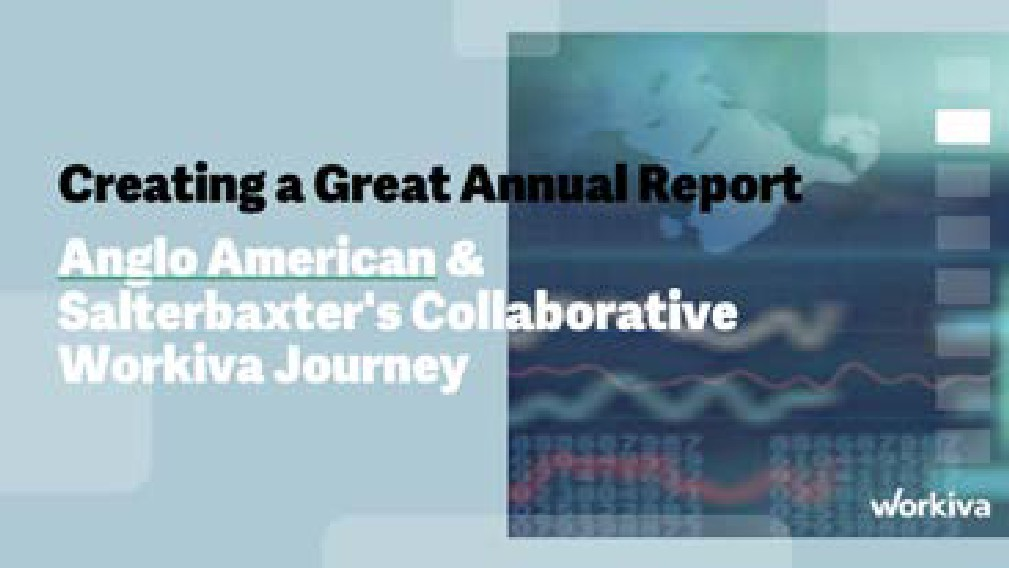 Creating a Great Annual Report
Anglo American &
Salterbaxter's Collaborative
Workiva Journey
workiva